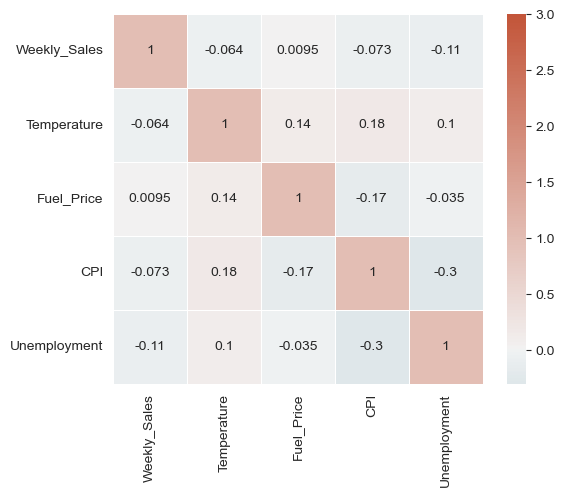 Weekly_Sales 1 -0.064 0.0095 -0.073 -0.11
Temperature -0.064 1 0.14 0.18 0.1
Fuel_Price 0.0095 0.14 1 -0.17 -0.035
CPI -0.073 0.18 -0.17 1 -0.3
Unemployment -0.11 0.1 -0.035 -0.3 1
Weekly_Sales
Temperature
Fuel_Price
CPI
Unemployment
3.0
2.5
2.0
1.5
1.0
0.5
0.0